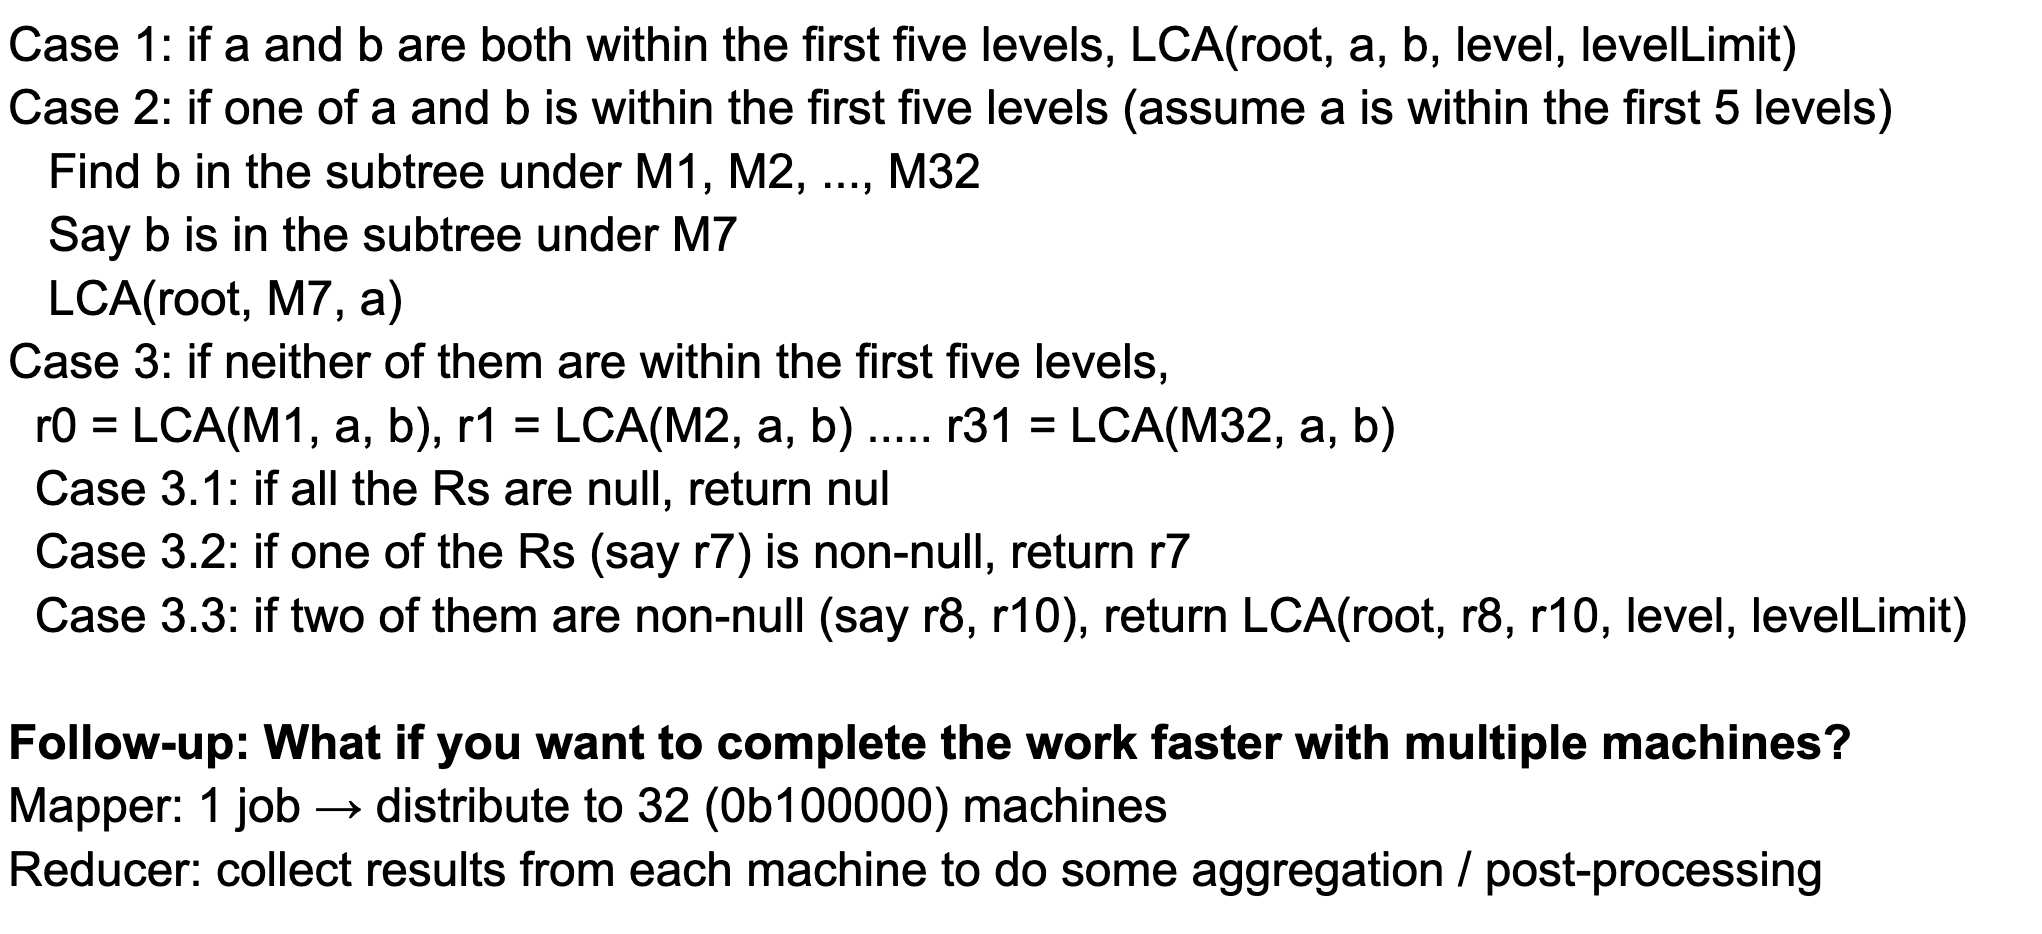 Case 1: if a and b are both within the first five levels, LCA(root, a, b, level, levelLimit)
Case 2: if one of a and b is within the first five levels (assume a is within the first 5 levels)
Find b in the subtree under M1, M2, ..., M32
Say b is in the subtree under M7
LCA(root, M7, a)
Case 3: if neither of them are within the first five levels,
r0 = LCA(M1, a, b), r1 = LCA(M2, a, b) ..... r31 = LCA(M32, a, b)
Case 3.1: if all the Rs are null, return nul
Case 3.2: if one of the Rs (say r7) is non-null, return r7
Case 3.3: if two of them are non-null (say r8, r10), return LCA(root, r8, r10, level, levelLimit)
Follow-up: What if you want to complete the work faster with multiple machines?
Mapper: 1 job → distribute to 32 (0b100000) machines
Reducer: collect results from each machine to do some aggregation / post-processing